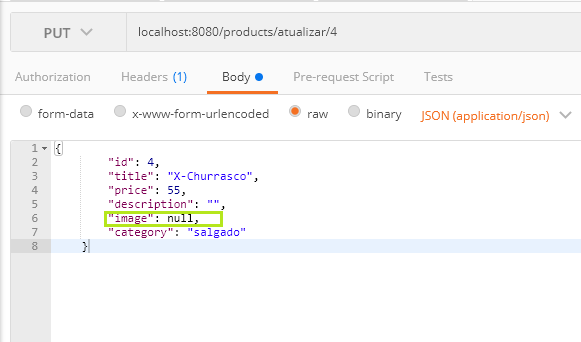 PUT localhost:8080/products/atualizar/4
Authorization Headers (1) Body Pre-request Script Tests
form-data x-www-form-urlencoded raw binary JSON (application/json)
1 {
2 "id": 4,
3 "title": "X-Churrasco",
4 "price": 55,
5 "description": "",
6 "image": null,
7 "category": "salgado"
8 }